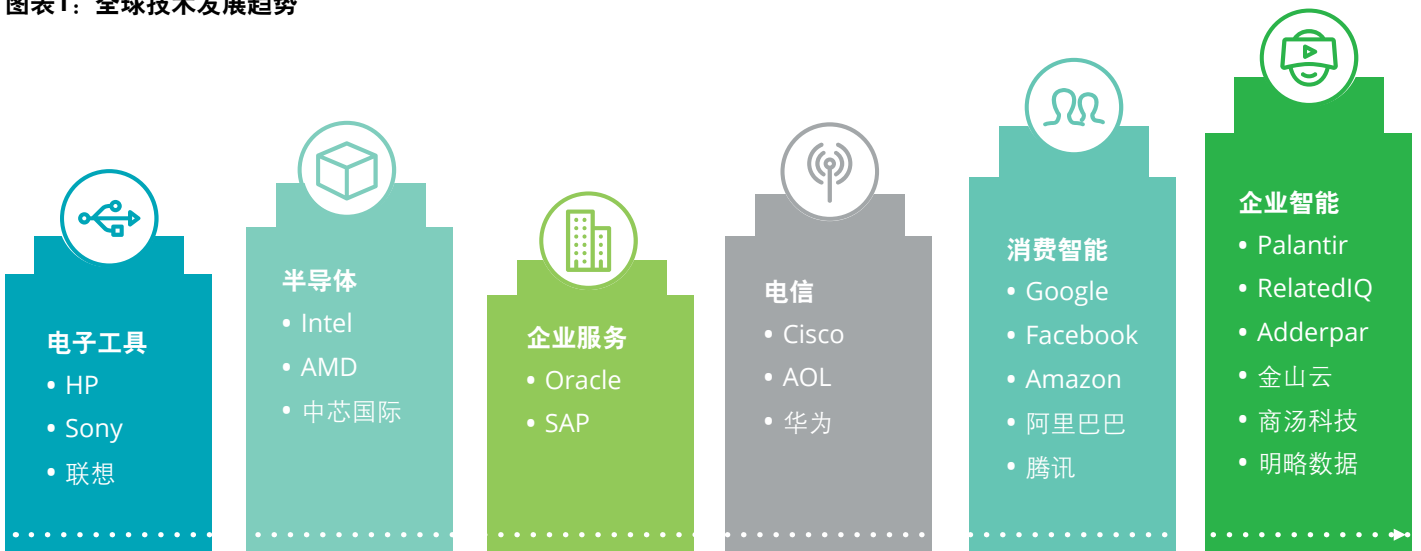 图表1：全球技术发展趋势
电子工具
• HP
• Sony
• 联想
半导体
• Intel
• AMD
• 中芯国际
企业服务
• Oracle
• SAP
电信
• Cisco
• AOL
• 华为
消费智能
• Google
• Facebook
• Amazon
• 阿里巴巴
• 腾讯
企业智能
• Palantir
• RelatedIQ
• Adderpar
• 金山云
• 商汤科技
• 明略数据